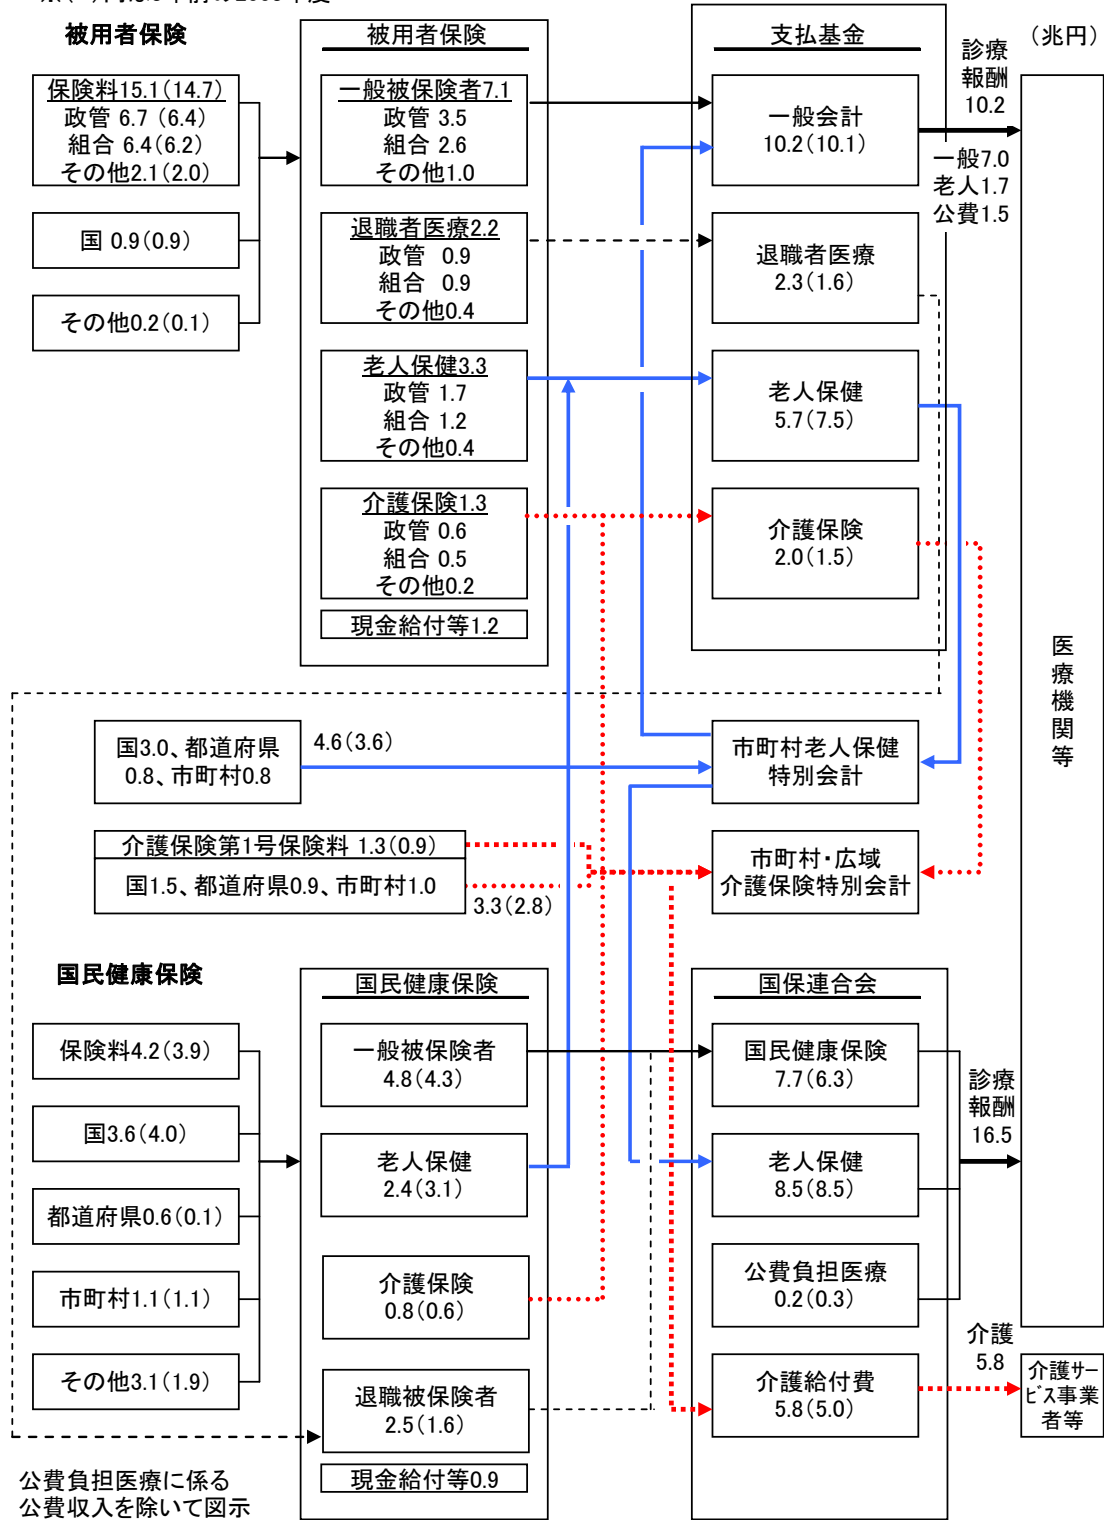 被用者保険
保険料15.1(14.7)
政管 6.7 (6.4)
組合 6.4(6.2)
その他2.1(2.0)
国 0.9(0.9)
その他0.2(0.1)
被用者保険
一般被保険者7.1
政管 3.5
組合 2.6
その他1.0
退職者医療2.2
政管 0.9
組合 0.9
その他0.4
老人保健3.3
政管 1.7
組合 1.2
その他0.4
介護保険1.3
政管 0.6
組合 0.5
その他0.2
現金給付等1.2
支払基金
一般会計
10.2(10.1)
退職者医療
2.3(1.6)
老人保健
5.7(7.5)
介護保険
2.0(1.5)
(兆円)
診療
報酬
10.2
一般7.0
老人1.7
公費1.5
医療機関等
国3.0、都道府県
0.8、市町村0.8
4.6(3.6)
市町村老人保健
特別会計
介護保険第1号保険料 1.3(0.9)
国1.5、都道府県0.9、市町村1.0
3.3(2.8)
市町村・広域
介護保険特別会計
国民健康保険
保険料4.2(3.9)
国3.6(4.0)
都道府県0.6(0.1)
市町村1.1(1.1)
その他3.1(1.9)
国民健康保険
一般被保険者
4.8(4.3)
老人保健
2.4(3.1)
介護保険
0.8(0.6)
退職被保険者
2.5(1.6)
現金給付等0.9
国保連合会
国民健康保険
7.7(6.3)
老人保健
8.5(8.5)
公費負担医療
0.2(0.3)
介護給付費
5.8(5.0)
診療
報酬
16.5
介護
5.8
介護サー
ビス事業
者等
公費負担医療に係る
公費収入を除いて図示